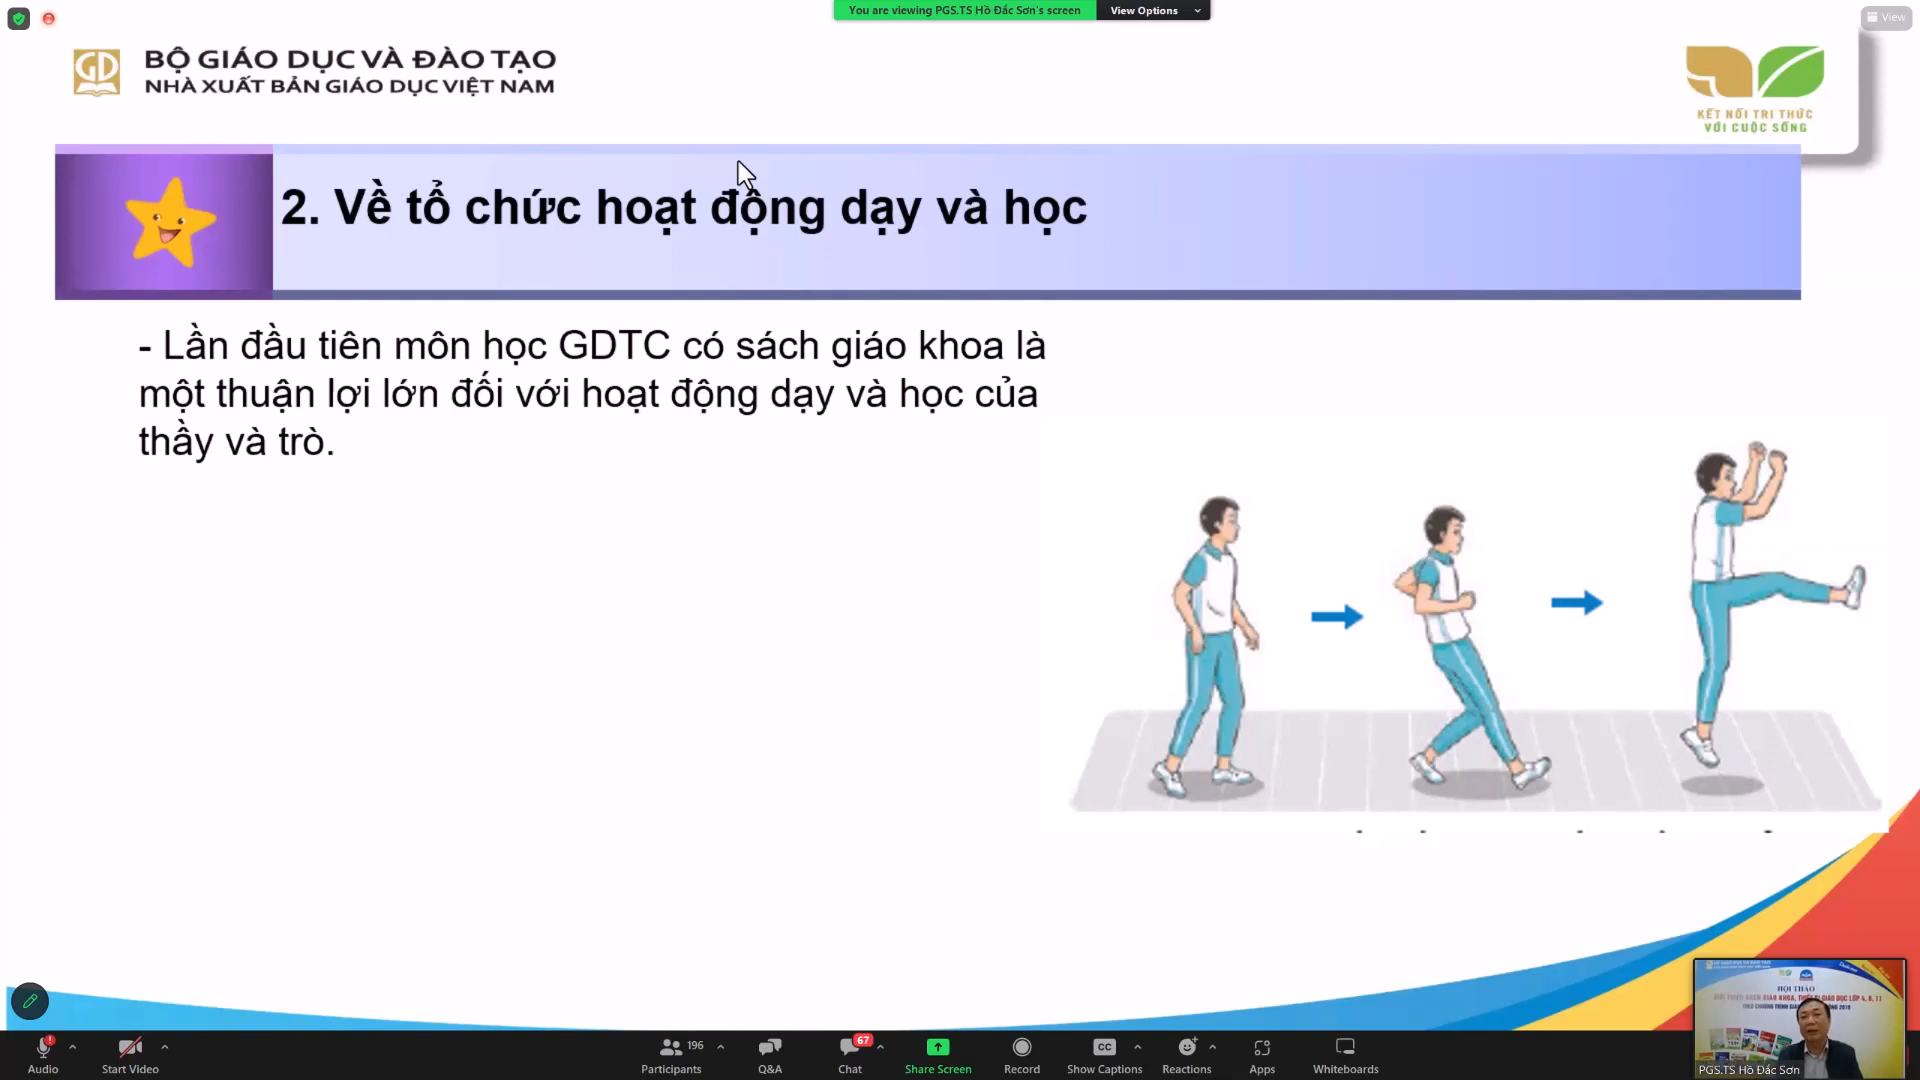 You are viewing PGS.TS Hồ Đắc Sơn's screen
View Options
View
BỘ GIÁO DỤC VÀ ĐÀO TẠO
NHÀ XUẤT BẢN GIÁO DỤC VIỆT NAM
KẾT NỐI TRI THỨC
VỚI CUỘC SỐNG
2. Về tổ chức hoạt động dạy và học
- Lần đầu tiên môn học GDTC có sách giáo khoa là
một thuận lợi lớn đối với hoạt động dạy và học của
thầy và trò.
HỘI THẢO
PGS.TS Hồ Đắc Sơn
Audio
Start Video
196
Participants
Q&A
67
Chat
Share Screen
Record
CC
Show Captions
Reactions
Apps
Whiteboards